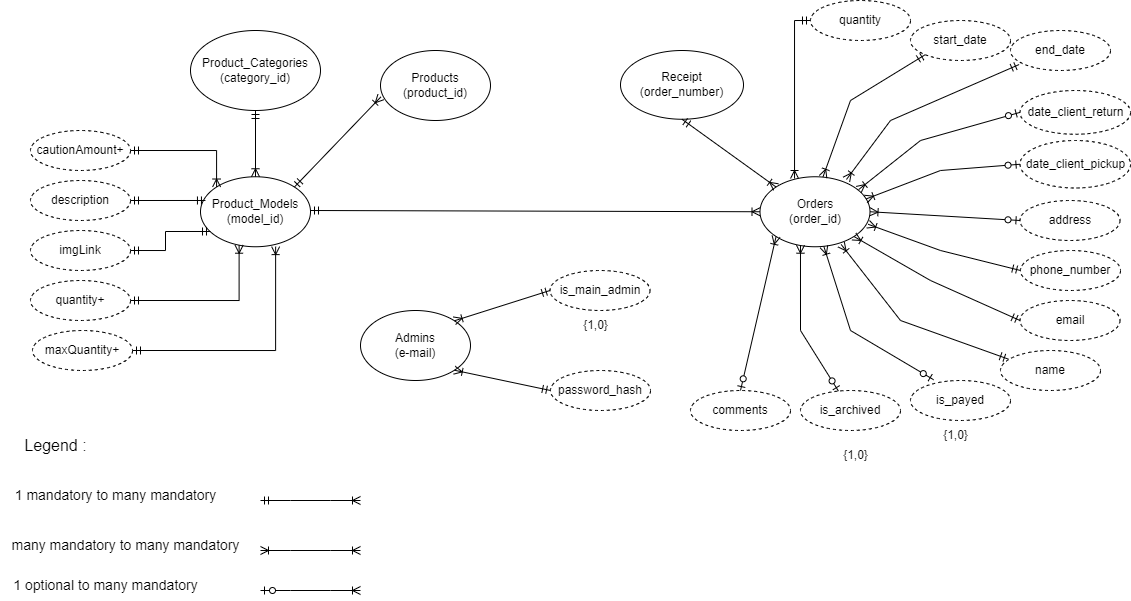 quantity
start_date
end_date
Product_Categories
(category_id)
Products
(product_id)
Receipt
(order_number)
date_client_return
cautionAmount+
date_client_pickup
description
Product_Models
(model_id)
Orders
(order_id)
address
imgLink
phone_number
quantity+
is_main_admin
{1,0}
email
maxQuantity+
Admins
(e-mail)
name
password_hash
comments
is_archived
{1,0}
is_payed
{1,0}
Legend :
1 mandatory to many mandatory
many mandatory to many mandatory
1 optional to many mandatory